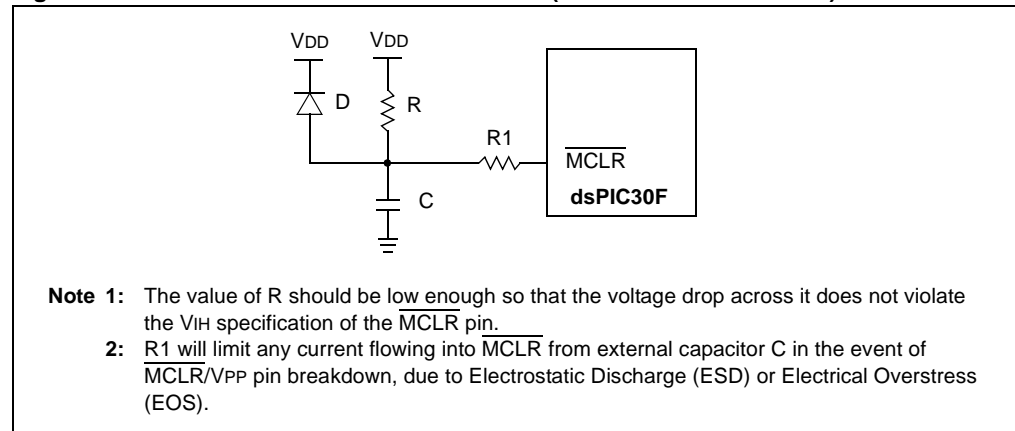 VDD VDD
D R
R1
MCLR
C
dsPIC30F
Note 1: The value of R should be low enough so that the voltage drop across it does not violate
the VIH specification of the MCLR pin.
2: R1 will limit any current flowing into MCLR from external capacitor C in the event of
MCLR/VPP pin breakdown, due to Electrostatic Discharge (ESD) or Electrical Overstress
(EOS).